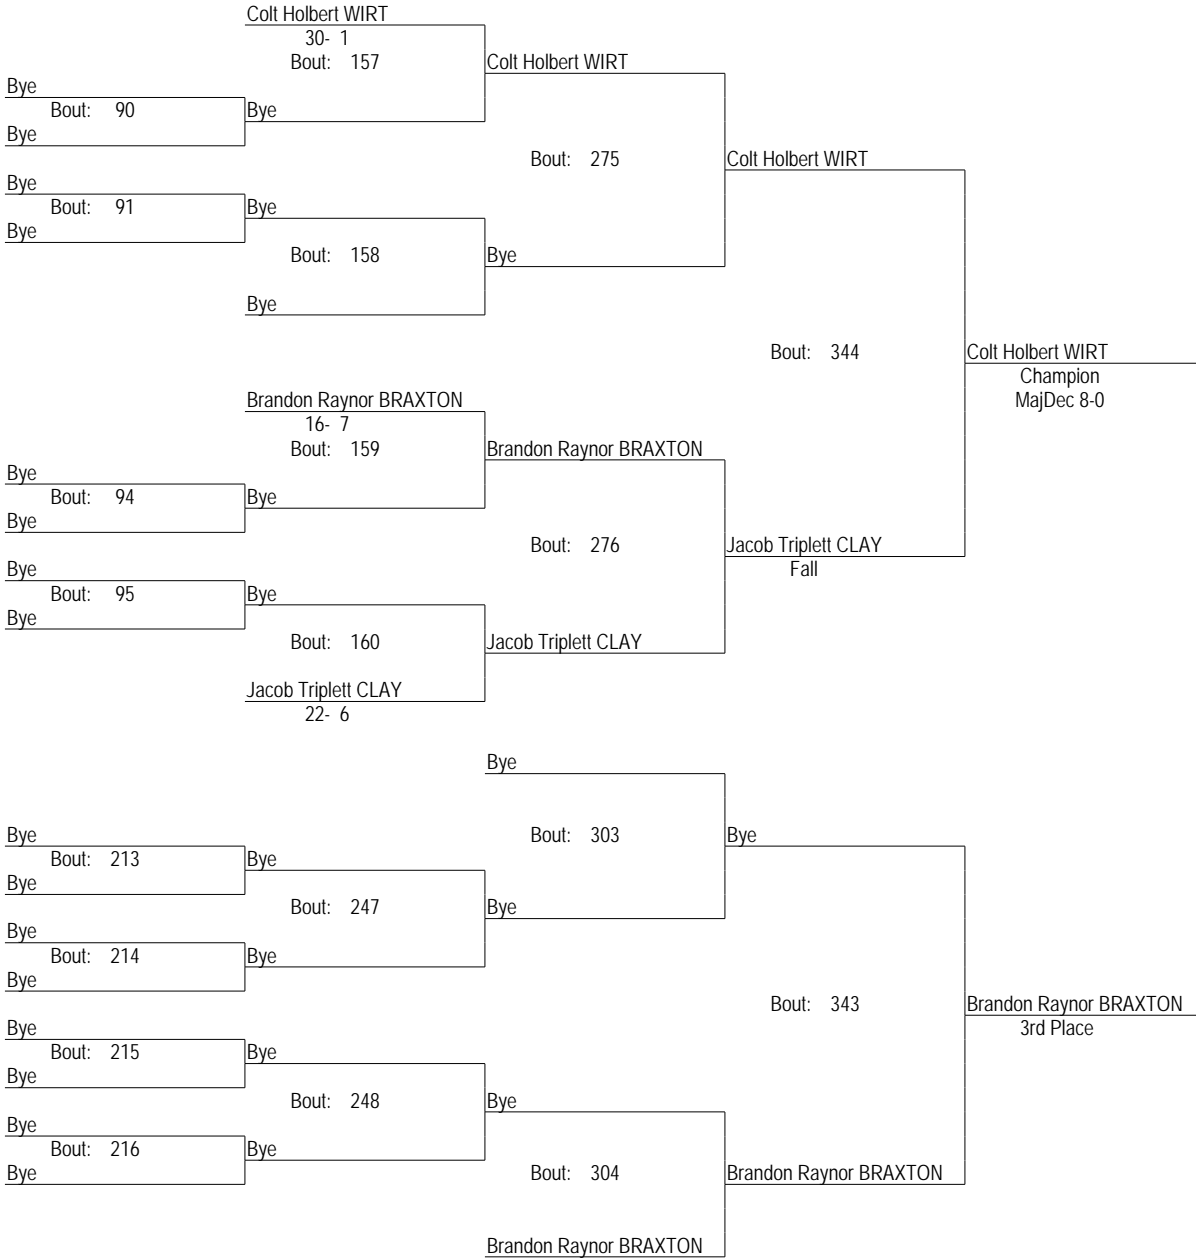 Colt Holbert WIRT
30- 1
Bout: 157
Colt Holbert WIRT
Bye
Bout: 90
Bye
Bye
Bout: 275
Colt Holbert WIRT
Bye
Bout: 91
Bye
Bye
Bout: 158
Bye
Bye
Bout: 344
Colt Holbert WIRT
Champion
MajDec 8-0
Brandon Raynor BRAXTON
16- 7
Bout: 159
Brandon Raynor BRAXTON
Bye
Bout: 94
Bye
Bye
Bout: 276
Jacob Triplett CLAY
Fall
Bye
Bout: 95
Bye
Bye
Bout: 160
Jacob Triplett CLAY
Jacob Triplett CLAY
22- 6
Bye
Bout: 303
Bye
Bye
Bout: 213
Bye
Bye
Bout: 247
Bye
Bye
Bout: 214
Bye
Bye
Bout: 343
Brandon Raynor BRAXTON
3rd Place
Bye
Bout: 215
Bye
Bye
Bout: 248
Bye
Bye
Bout: 216
Bye
Bye
Bout: 304
Brandon Raynor BRAXTON
Brandon Raynor BRAXTON